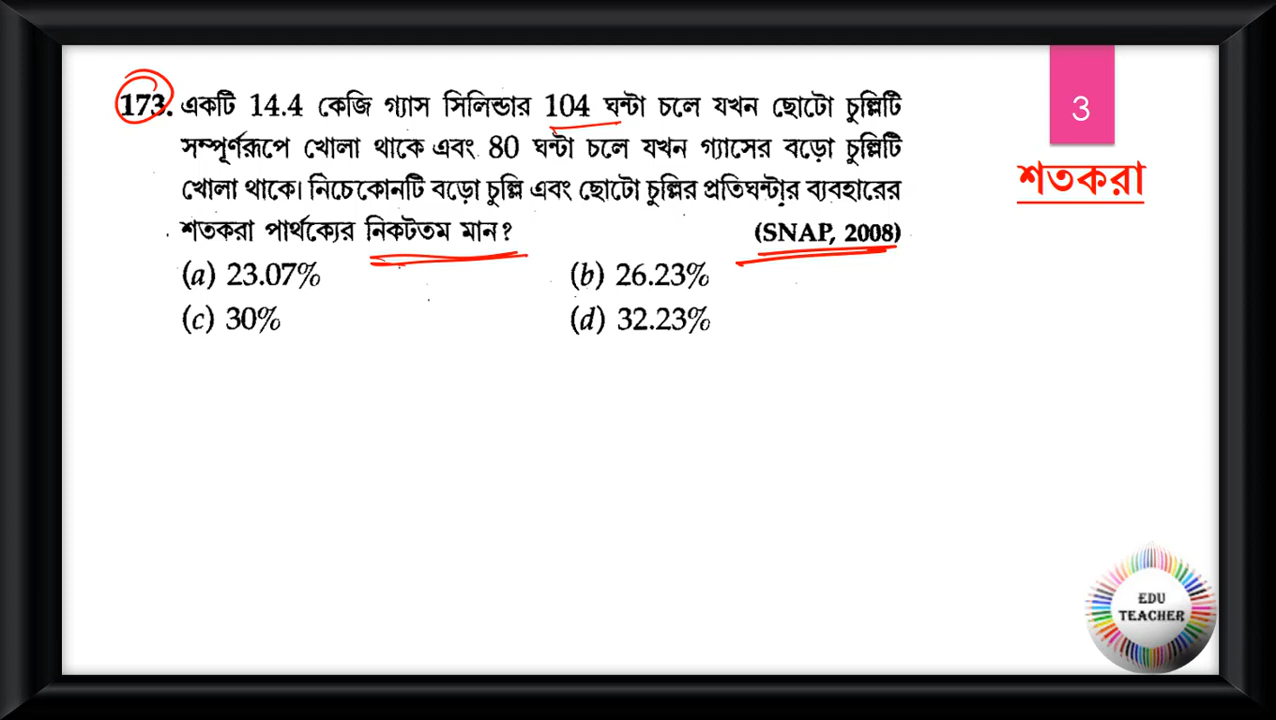 173. একটি 14.4 কেজি গ্যাস সিলিন্ডার 104 ঘন্টা চলে যখন ছোটো চুল্লিটি
সম্পূর্ণরূপে খোলা থাকে এবং 80 ঘন্টা চলে যখন গ্যাসের বড়ো চুল্লিটি
খোলা থাকে। নিচে কোনটি বড়ো চুল্লি এবং ছোটো চুল্লির প্রতিঘন্টার ব্যবহারের
শতকরা পার্থক্যের নিকটতম মান? (SNAP, 2008)
(a) 23.07% (b) 26.23%
(c) 30% (d) 32.23%
3
শতকরা
EDU
TEACHER